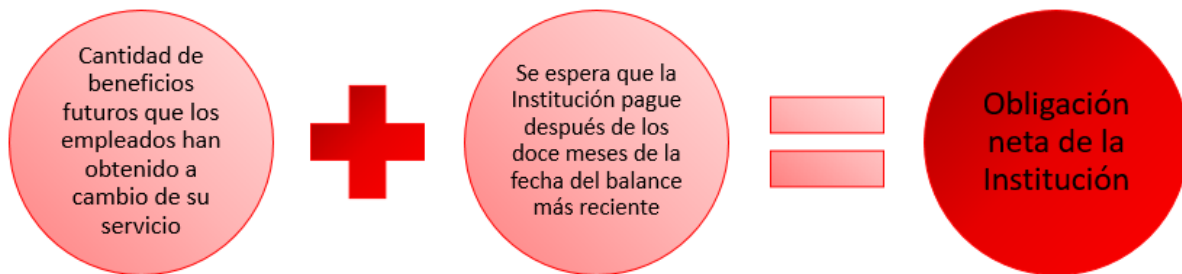 Cantidad de
beneficios
futuros que los
empleados han
obtenido a
cambio de su
servicio
Se espera que la
Institución pague
después de los
doce meses de la
fecha del balance
más reciente
Obligación
neta de la
Institución